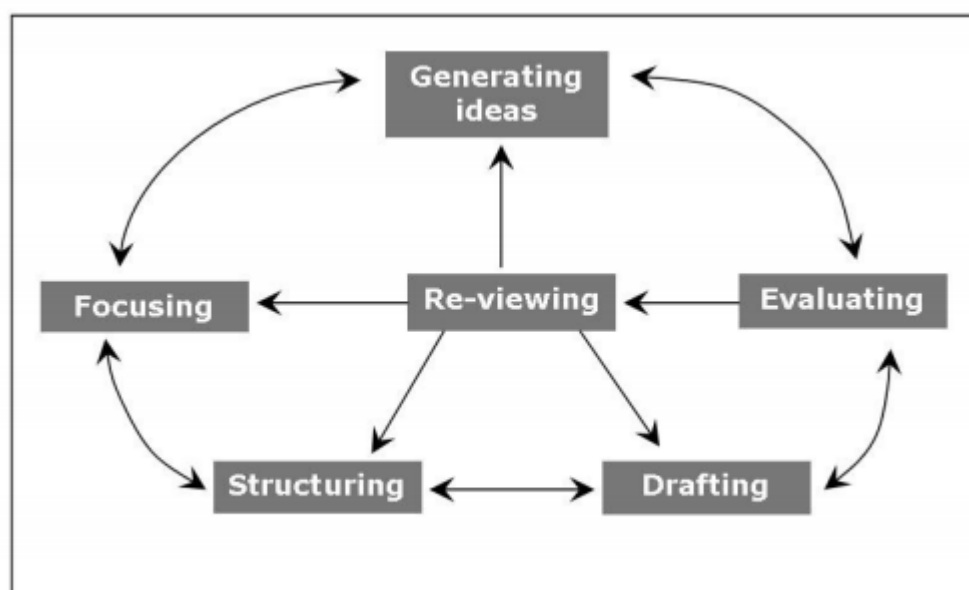 Generating
ideas
Focusing
Re-viewing
Evaluating
Structuring
Drafting